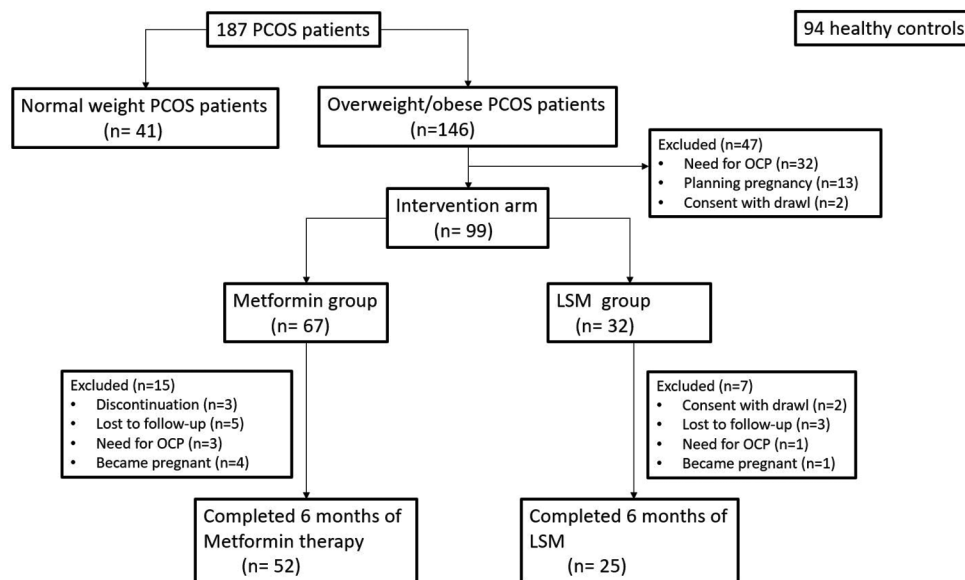 187 PCOS patients
94 healthy controls
Normal weight PCOS patients
(n= 41)
Overweight/obese PCOS patients
(n=146)
Excluded (n=47)
• Need for OCP (n=32)
• Planning pregnancy (n=13)
• Consent with drawl (n=2)
Intervention arm
(n= 99)
Metformin group
(n= 67)
LSM group
(n= 32)
Excluded (n=15)
• Discontinuation (n=3)
• Lost to follow-up (n=5)
• Need for OCP (n=3)
• Became pregnant (n=4)
Excluded (n=7)
• Consent with drawl (n=2)
• Lost to follow-up (n=3)
• Need for OCP (n=1)
• Became pregnant (n=1)
Completed 6 months of
Metformin therapy
(n= 52)
Completed 6 months of
LSM
(n= 25)